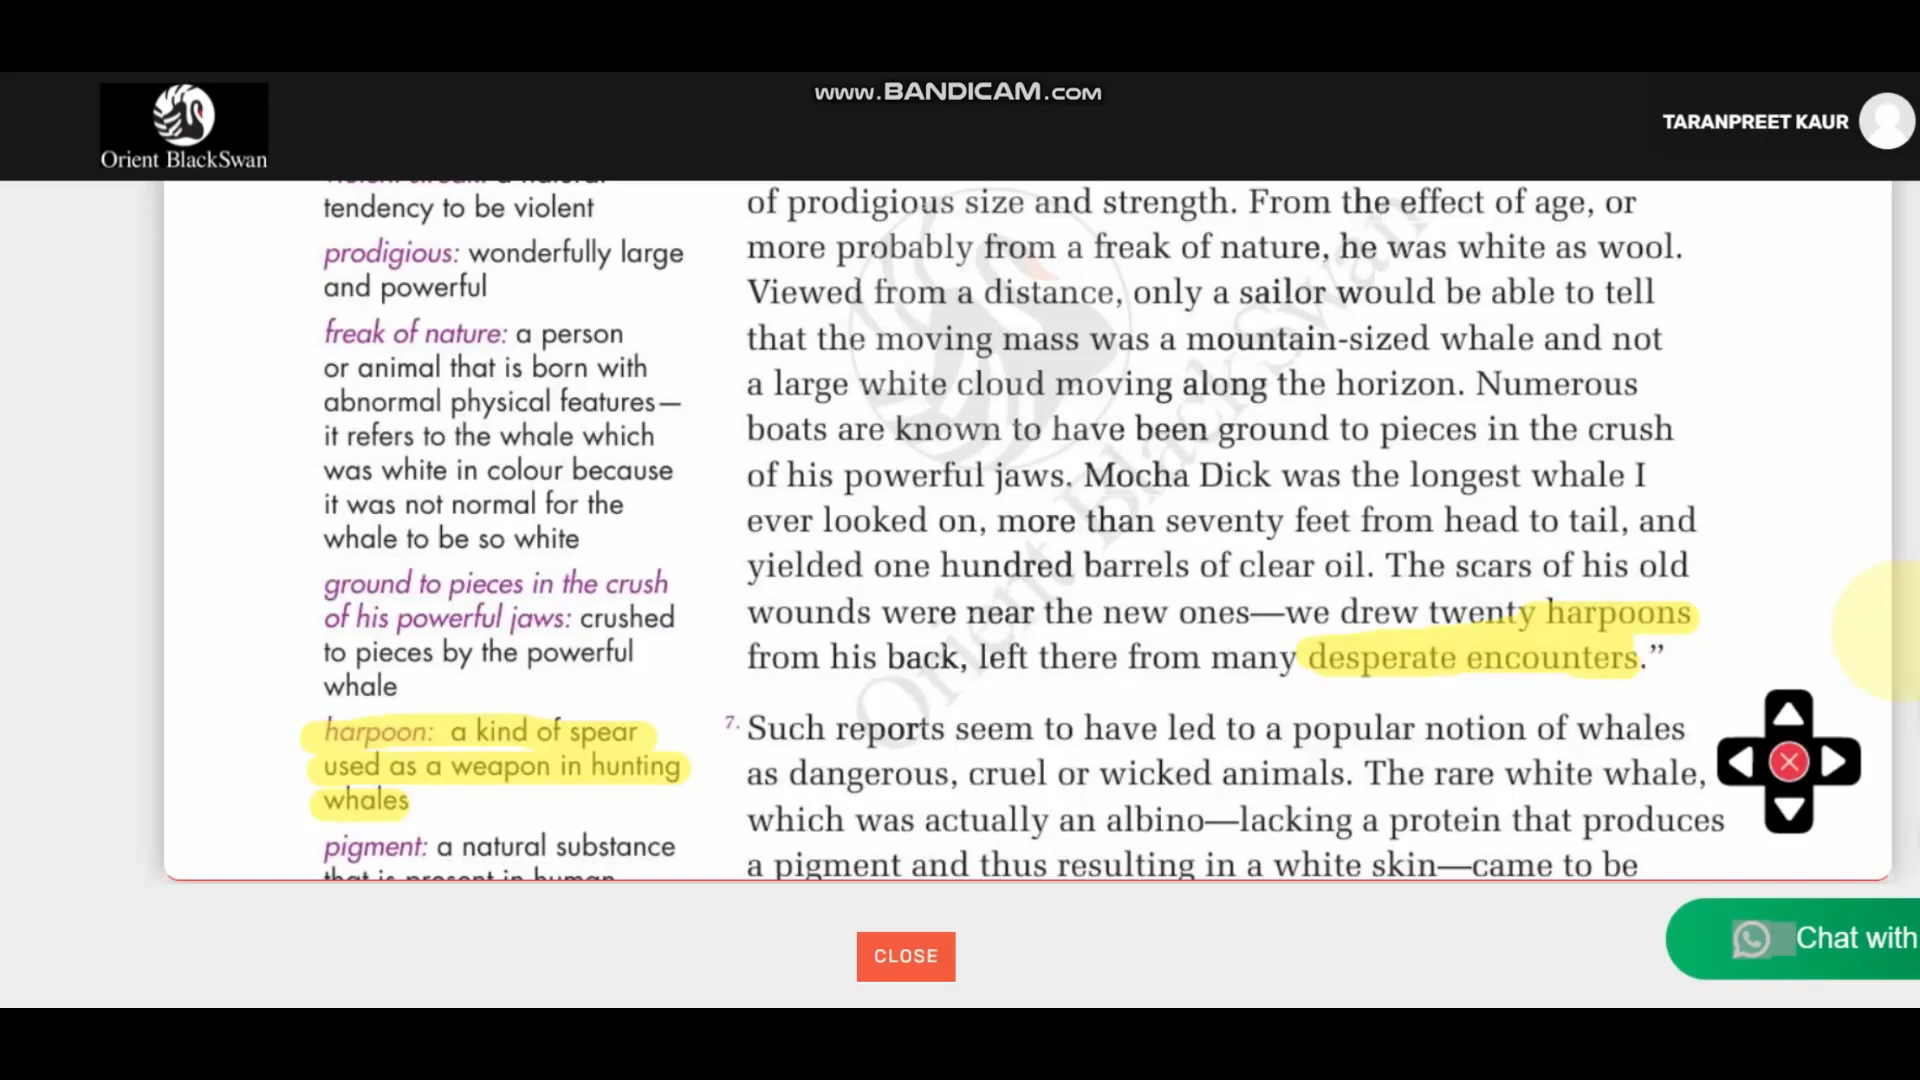 www.BANDICAM.com
Orient BlackSwan
TARANPREET KAUR
tendency to be violent
prodigious: wonderfully large
and powerful
freak of nature: a person
or animal that is born with
abnormal physical features—
it refers to the whale which
was white in colour because
it was not normal for the
whale to be so white
ground to pieces in the crush
of his powerful jaws: crushed
to pieces by the powerful
whale
harpoon: a kind of spear
used as a weapon in hunting
whales
pigment: a natural substance
that is present in human
of prodigious size and strength. From the effect of age, or
more probably from a freak of nature, he was white as wool.
Viewed from a distance, only a sailor would be able to tell
that the moving mass was a mountain-sized whale and not
a large white cloud moving along the horizon. Numerous
boats are known to have been ground to pieces in the crush
of his powerful jaws. Mocha Dick was the longest whale I
ever looked on, more than seventy feet from head to tail, and
yielded one hundred barrels of clear oil. The scars of his old
wounds were near the new ones—we drew twenty harpoons
from his back, left there from many desperate encounters.”
7. Such reports seem to have led to a popular notion of whales
as dangerous, cruel or wicked animals. The rare white whale,
which was actually an albino—lacking a protein that produces
a pigment and thus resulting in a white skin—came to be
Orient BlackSwan
CLOSE
Chat with